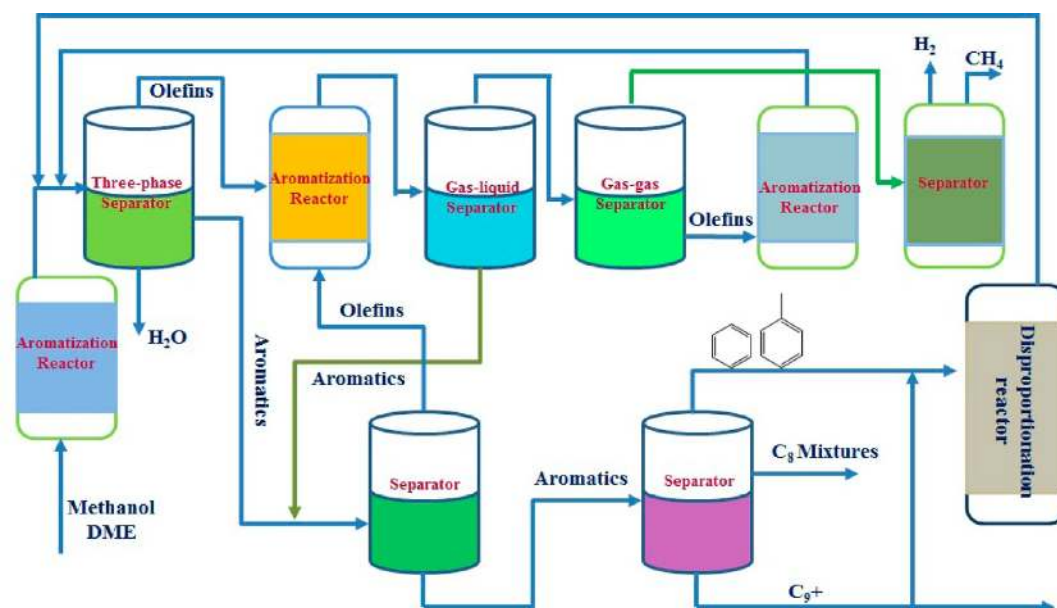 H₂
CH₄
Olefins
Three-phase
Separator
Aromatization
Reactor
Gas-liquid
Separator
Gas-gas
Separator
Olefins
Aromatization
Reactor
Separator
Aromatization
Reactor
H₂O
Olefins
Aromatics
Aromatics
Methanol
DME
Separator
Aromatics
Separator
C₈ Mixtures
C₉+
Disproportionation
reactor